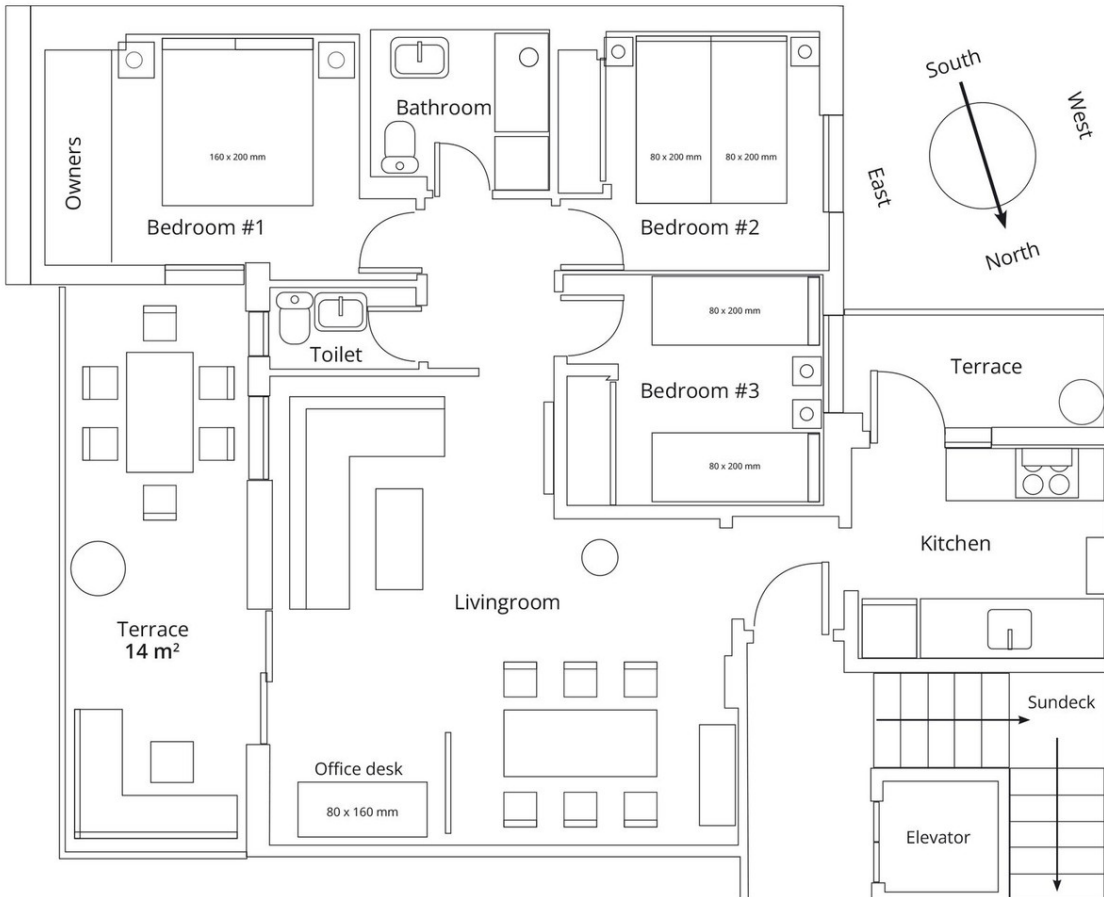 South
West
East
North
Bathroom
Owners
160 x 200 mm
80 x 200 mm
80 x 200 mm
Bedroom #1
Bedroom #2
80 x 200 mm
Toilet
Bedroom #3
Terrace
80 x 200 mm
Kitchen
Livingroom
Terrace
14 m²
Sundeck
Office desk
80 x 160 mm
Elevator